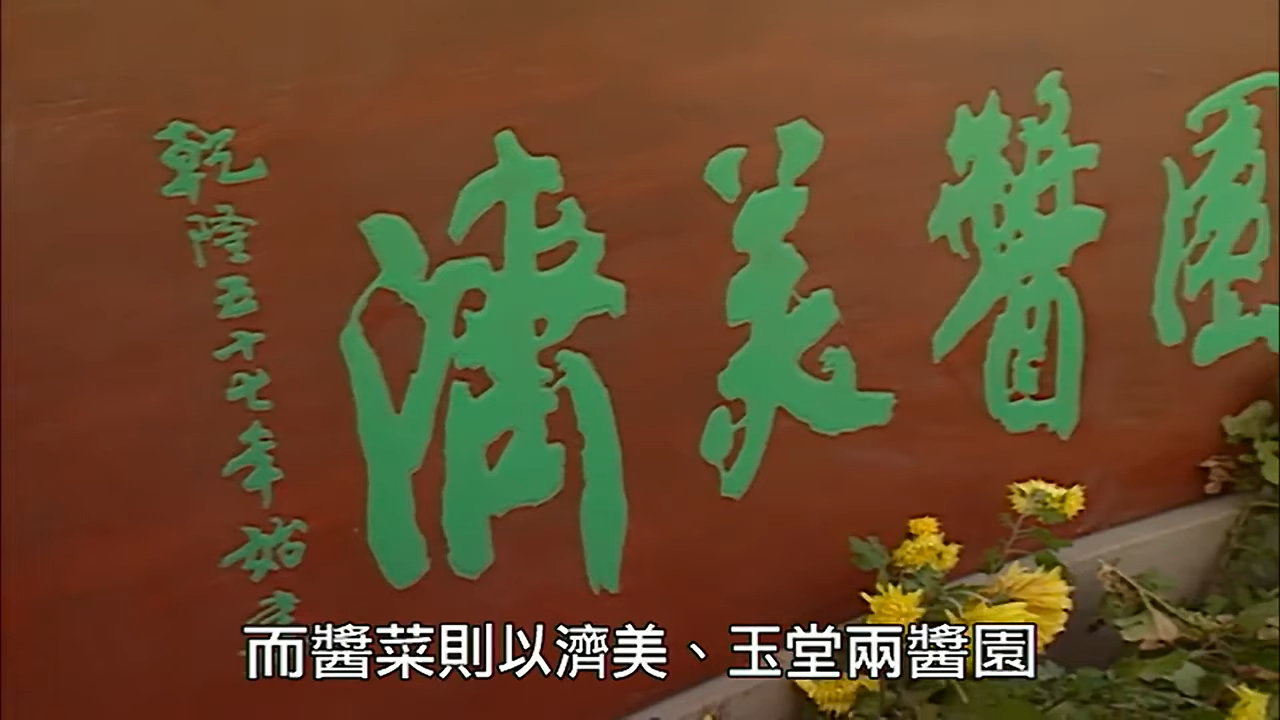 濟美醬園
乾隆五十七年始
而醬菜則以濟美、玉堂兩醬園